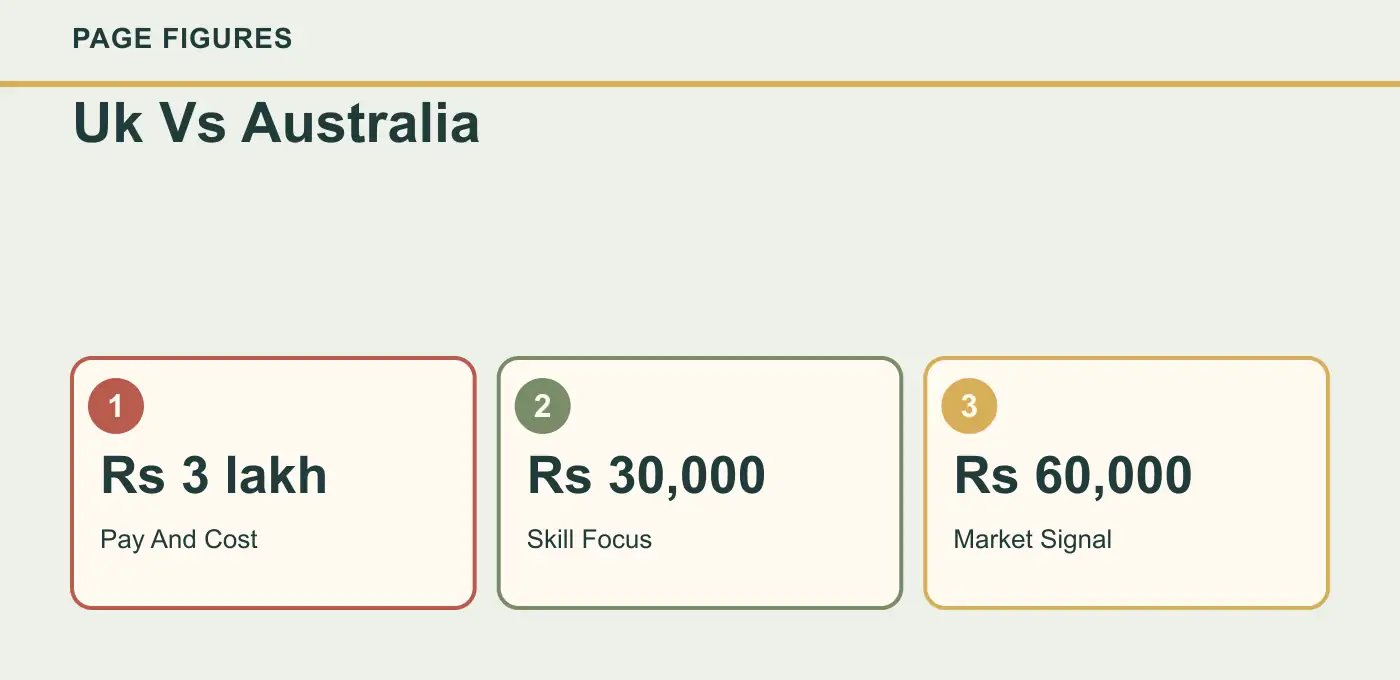 PAGE FIGURES
Uk Vs Australia
1
Rs 3 lakh
Pay And Cost
2
Rs 30,000
Skill Focus
3
Rs 60,000
Market Signal